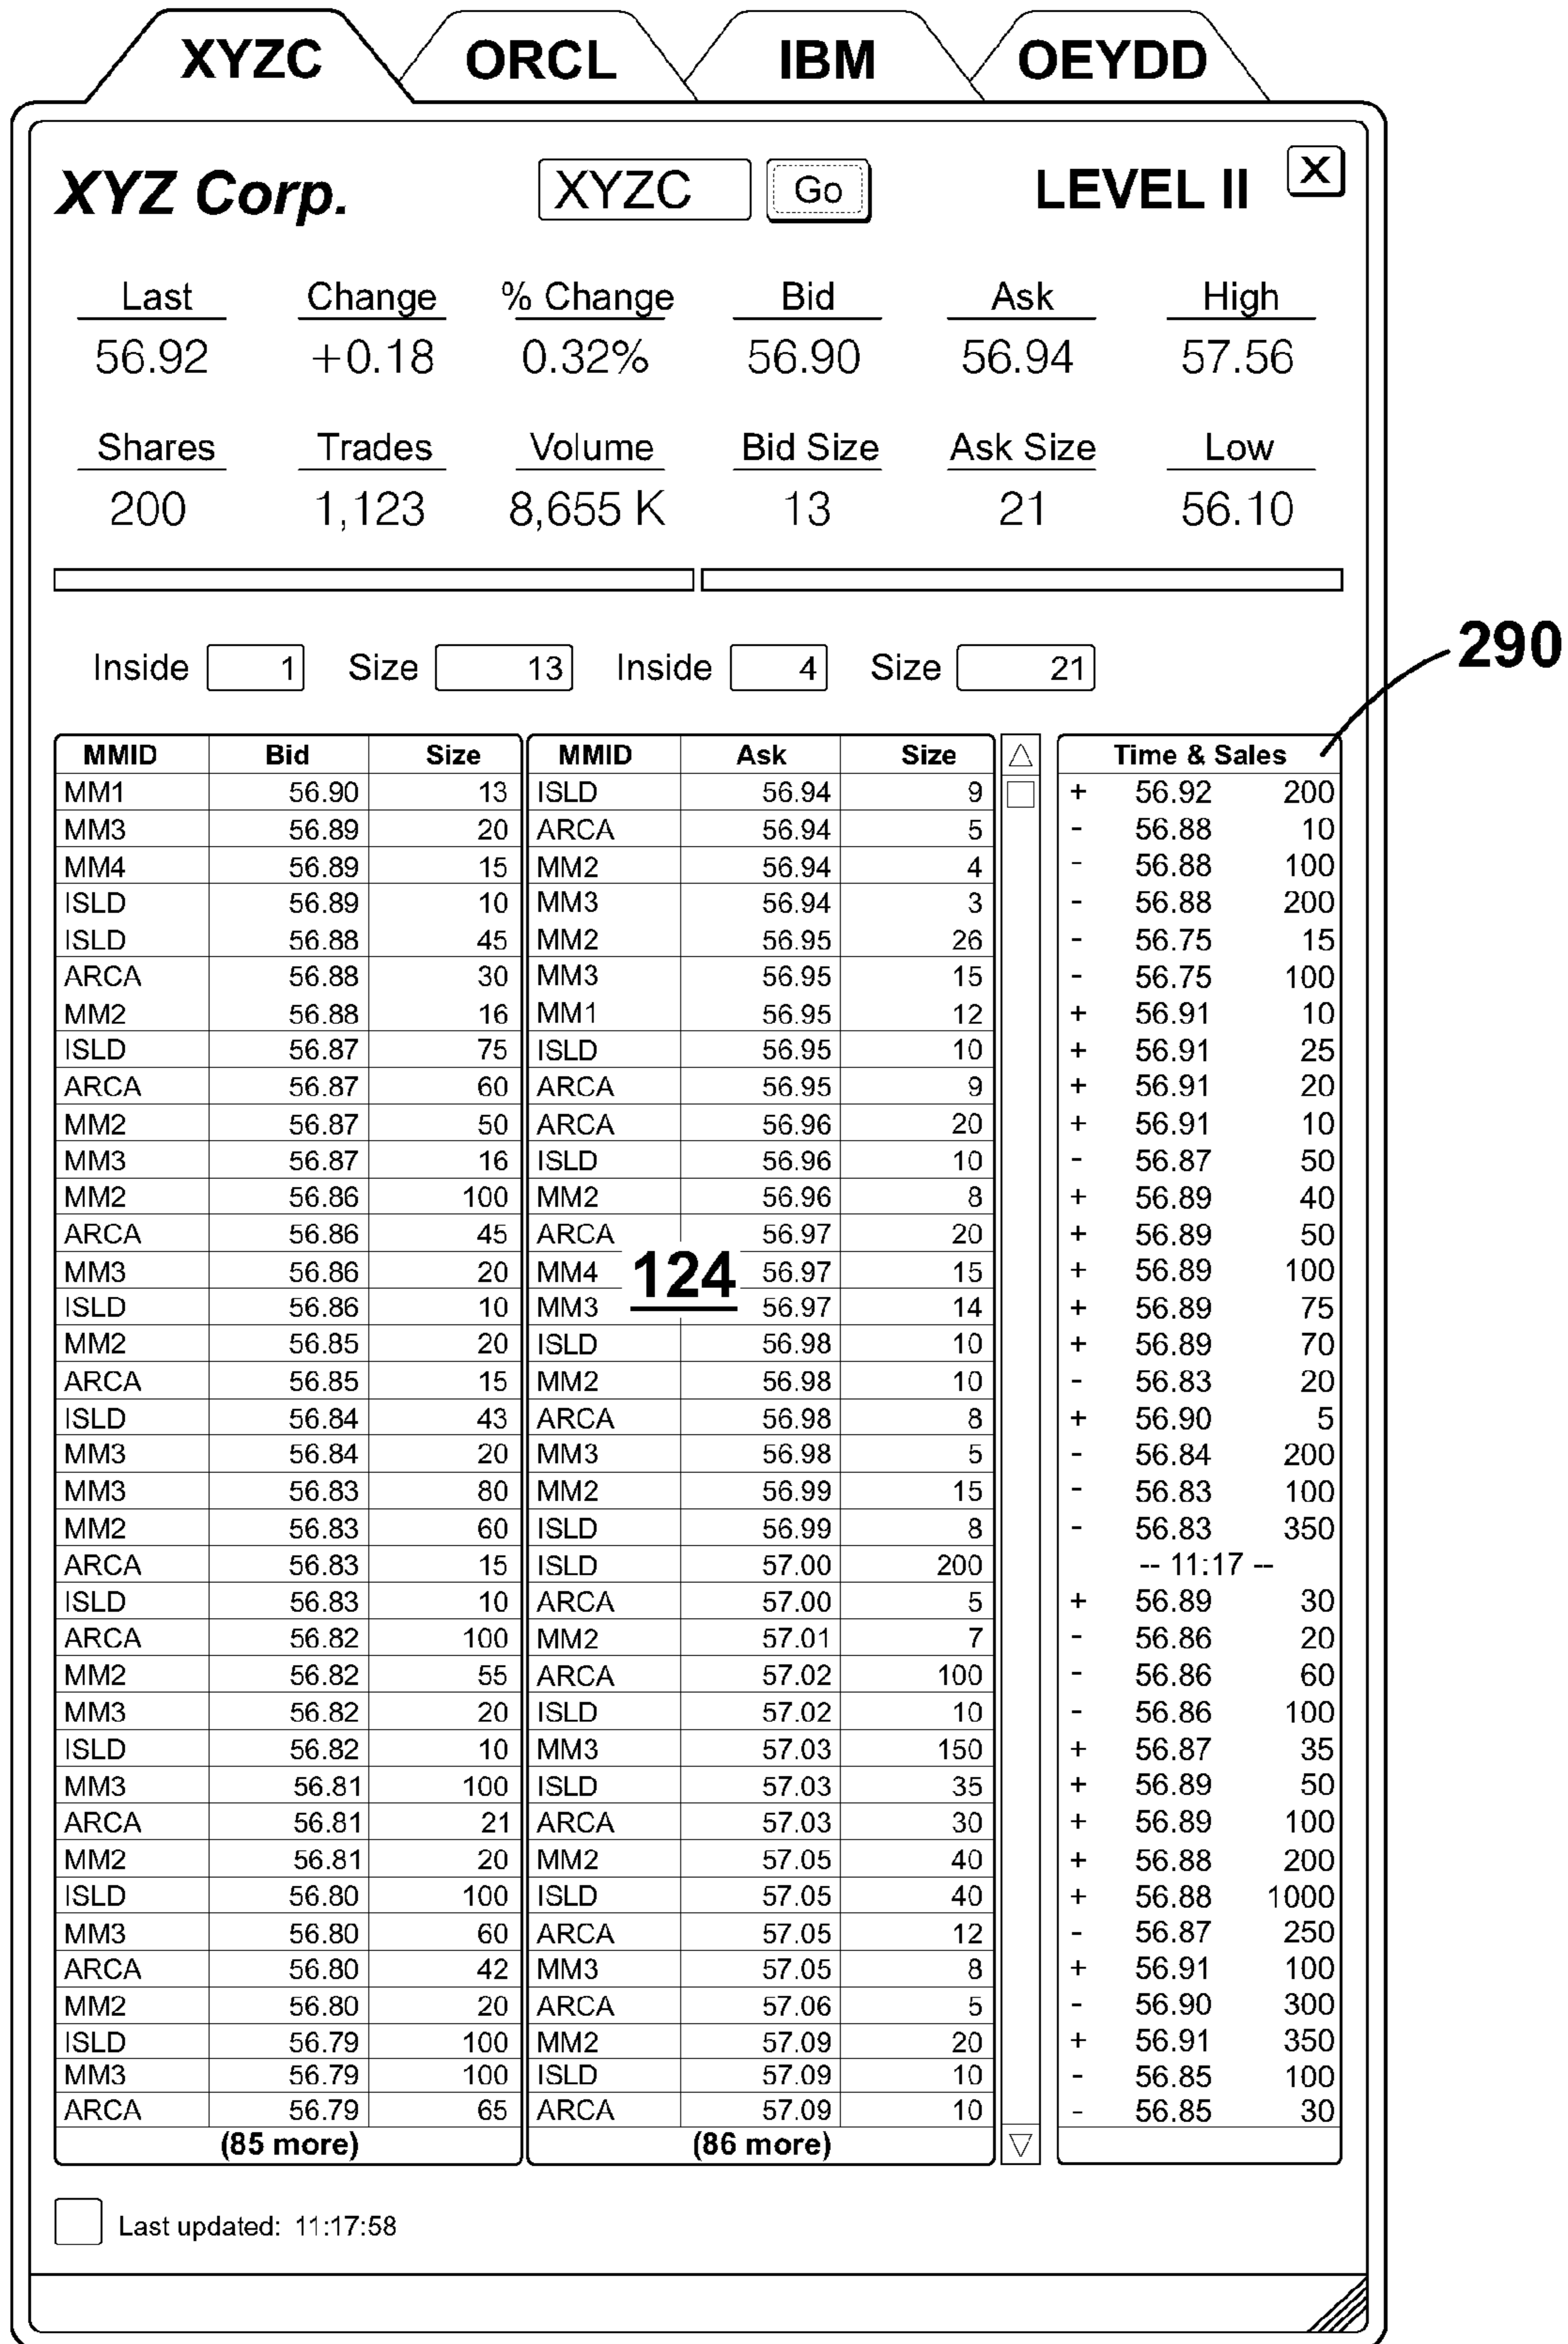 XYZC ORCL IBM OEYDD
XYZ Corp. XYZC Go LEVEL II X
Last Change % Change Bid Ask High
56.92 +0.18 0.32% 56.90 56.94 57.56
Shares Trades Volume Bid Size Ask Size Low
200 1,123 8,655 K 13 21 56.10
Inside 1 Size 13 Inside 4 Size 21
290
MMID Bid Size MMID Ask Size Time & Sales
MM1 56.90 13 ISLD 56.94 9 + 56.92 200
MM3 56.89 20 ARCA 56.94 5 - 56.88 10
MM4 56.89 15 MM2 56.94 4 - 56.88 100
ISLD 56.89 10 MM3 56.94 3 - 56.88 200
ISLD 56.88 45 MM2 56.95 26 - 56.75 15
ARCA 56.88 30 MM3 56.95 15 - 56.75 100
MM2 56.88 16 MM1 56.95 12 + 56.91 10
ISLD 56.87 75 ISLD 56.95 10 + 56.91 25
ARCA 56.87 60 ARCA 56.95 9 + 56.91 20
MM2 56.87 50 ARCA 56.96 20 + 56.91 10
MM3 56.87 16 ISLD 56.96 10 - 56.87 50
MM2 56.86 100 MM2 56.96 8 + 56.89 40
ARCA 56.86 45 ARCA 56.97 20 + 56.89 50
MM3 56.86 20 MM4 124 56.97 15 + 56.89 100
ISLD 56.86 10 MM3 56.97 14 + 56.89 75
MM2 56.85 20 ISLD 56.98 10 + 56.89 70
ARCA 56.85 15 MM2 56.98 10 - 56.83 20
ISLD 56.84 43 ARCA 56.98 8 + 56.90 5
MM3 56.84 20 MM3 56.98 5 - 56.84 200
MM3 56.83 80 MM2 56.99 15 - 56.83 100
MM2 56.83 60 ISLD 56.99 8 - 56.83 350
ARCA 56.83 15 ISLD 57.00 200 -- 11:17 --
ISLD 56.83 10 ARCA 57.00 5 + 56.89 30
ARCA 56.82 100 MM2 57.01 7 - 56.86 20
MM2 56.82 55 ARCA 57.02 100 - 56.86 60
MM3 56.82 20 ISLD 57.02 10 - 56.86 100
ISLD 56.82 10 MM3 57.03 150 + 56.87 35
MM3 56.81 100 ISLD 57.03 35 + 56.89 50
ARCA 56.81 21 ARCA 57.03 30 + 56.89 100
MM2 56.81 20 MM2 57.05 40 + 56.88 200
ISLD 56.80 100 ISLD 57.05 40 + 56.88 1000
MM3 56.80 60 ARCA 57.05 12 - 56.87 250
ARCA 56.80 42 MM3 57.05 8 + 56.91 100
MM2 56.80 20 ARCA 57.06 5 - 56.90 300
ISLD 56.79 100 MM2 57.09 20 + 56.91 350
MM3 56.79 100 ISLD 57.09 10 - 56.85 100
ARCA 56.79 65 ARCA 57.09 10 - 56.85 30
(85 more) (86 more)
Last updated: 11:17:58